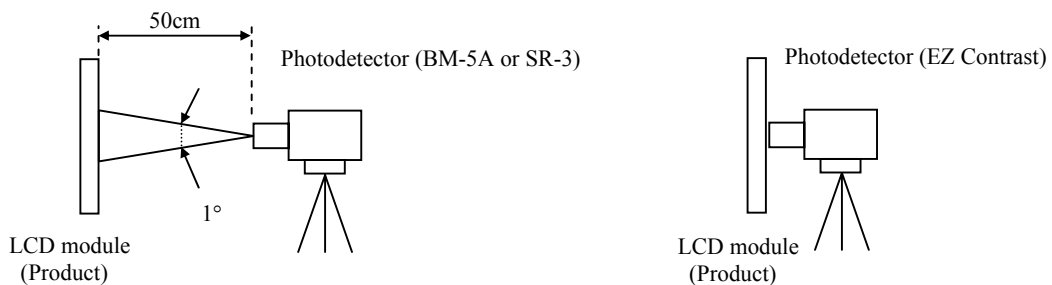 50cm
Photodetector (BM-5A or SR-3)
1°
LCD module
(Product)
Photodetector (EZ Contrast)
LCD module
(Product)